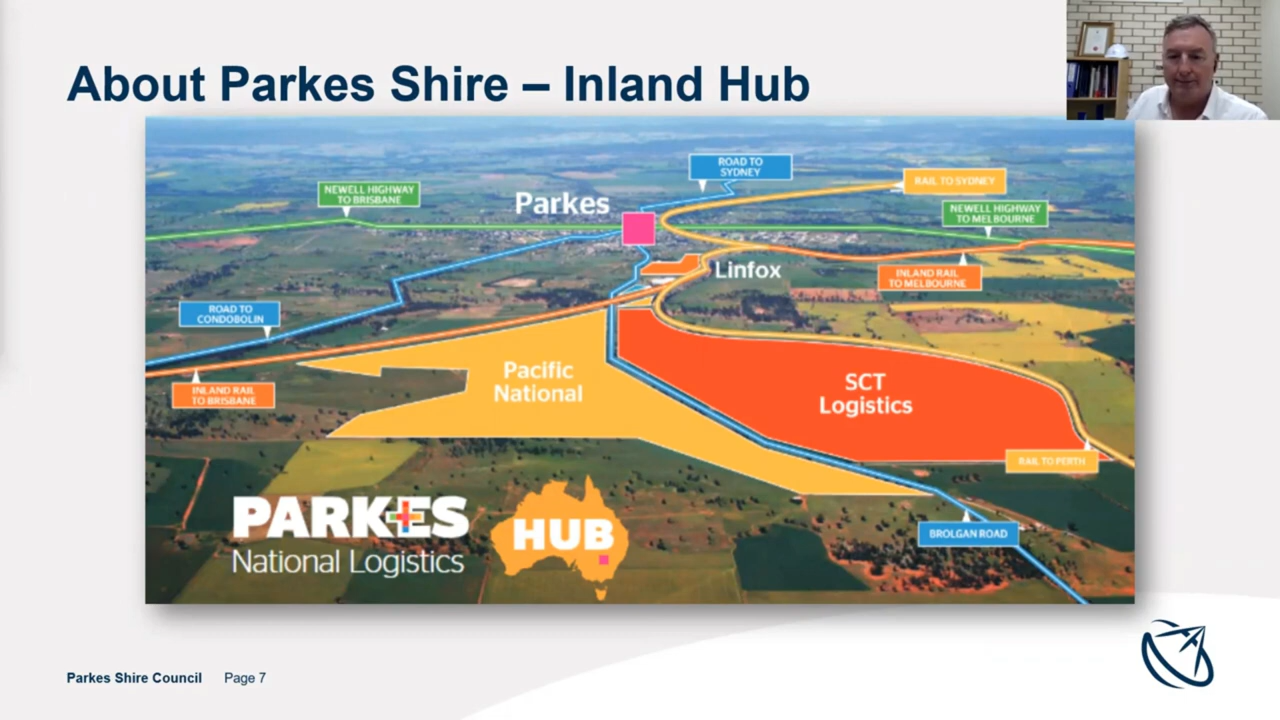 About Parkes Shire – Inland Hub
ROAD TO
SYDNEY
RAIL TO SYDNEY
NEWELL HIGHWAY
TO BRISBANE
Parkes
NEWELL HIGHWAY
TO MELBOURNE
Linfox
INLAND RAIL
TO MELBOURNE
ROAD TO
CONDOBOLIN
INLAND RAIL
TO BRISBANE
Pacific
National
SCT
Logistics
RAIL TO PERTH
PARKES
National Logistics
HUB
BROLGAN ROAD
Parkes Shire Council Page 7